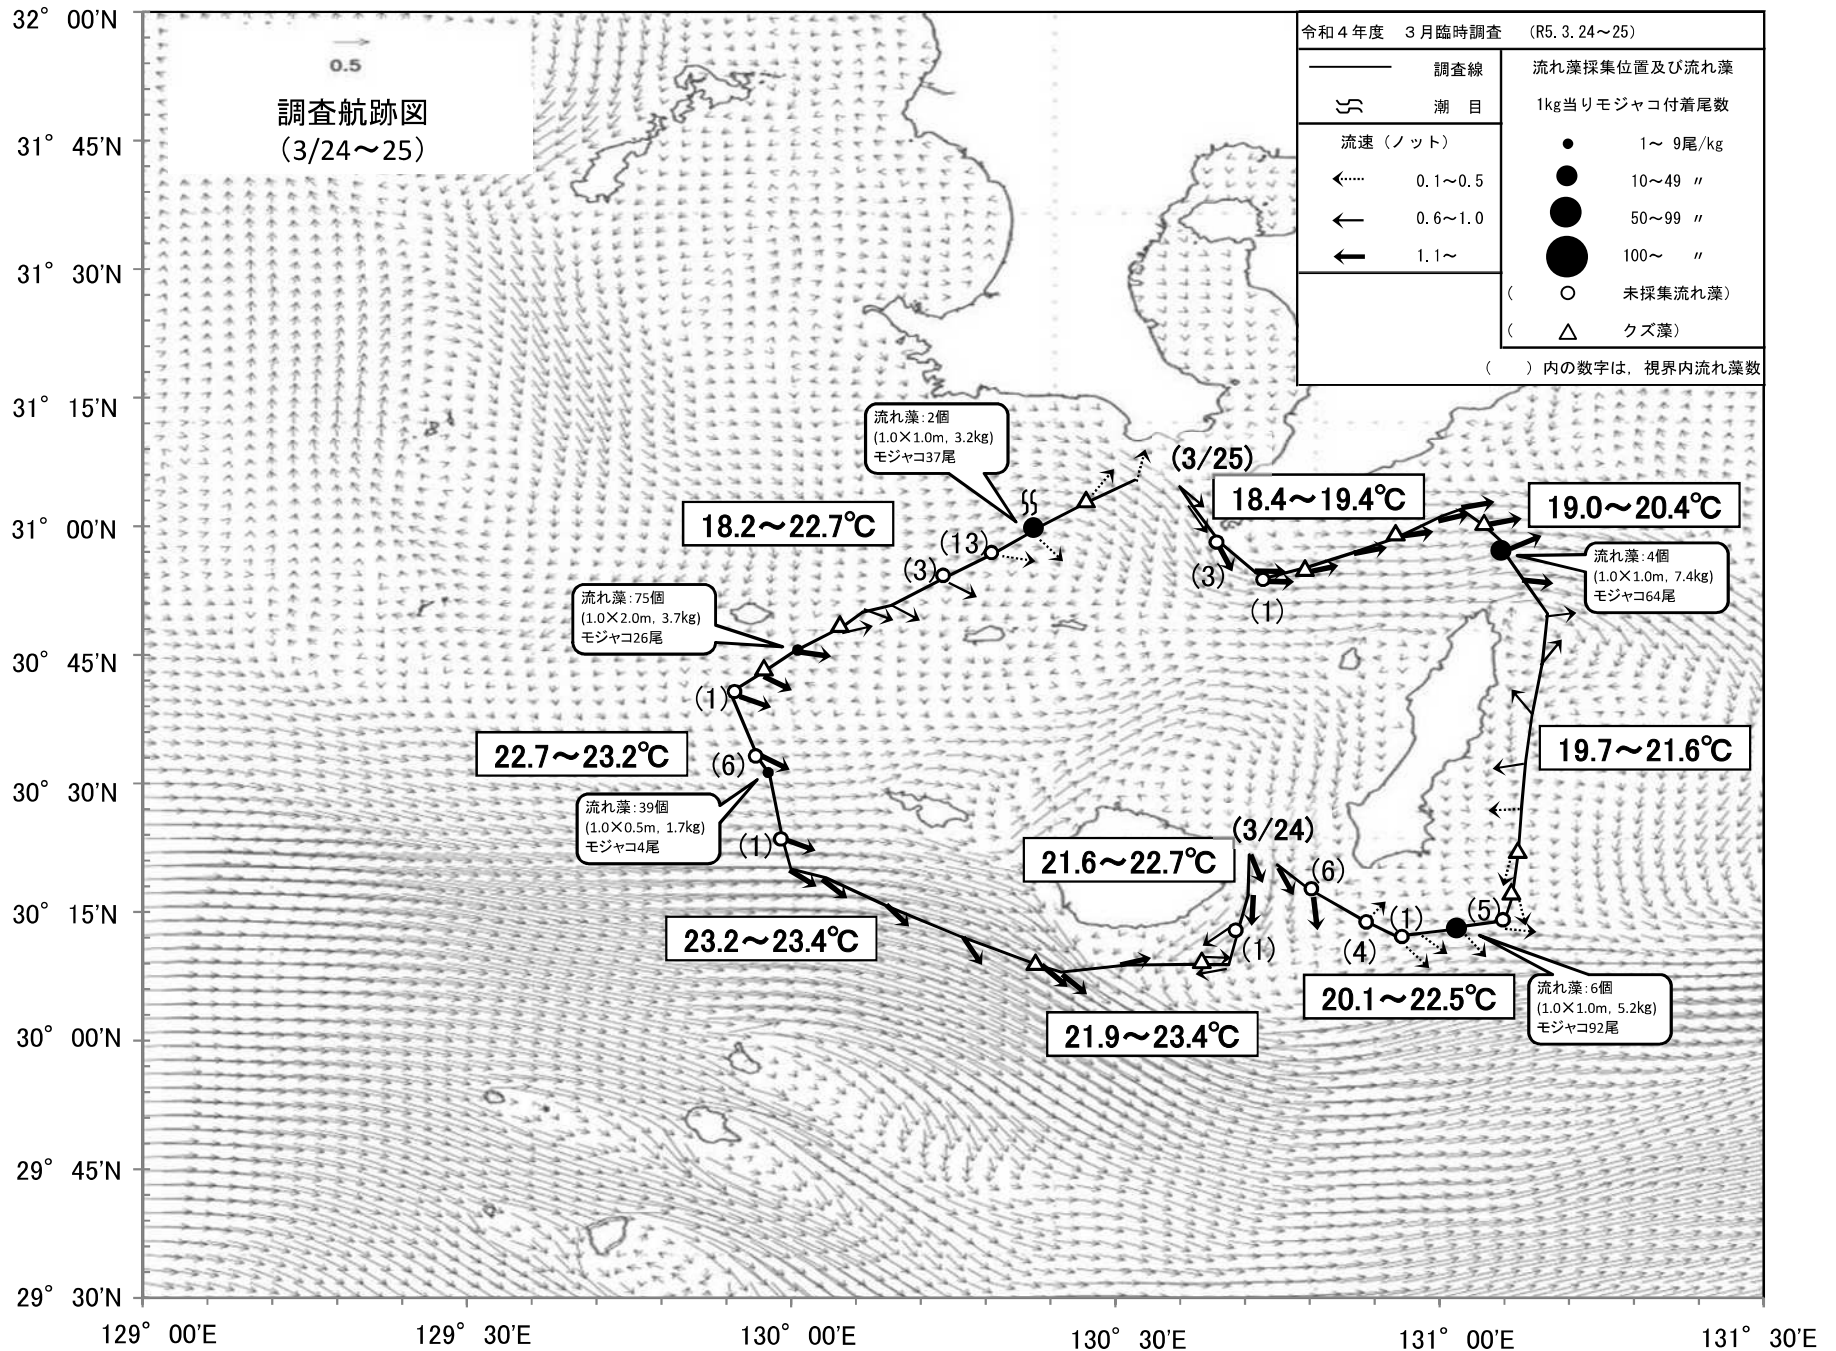 32° 00'N
31° 45'N
31° 30'N
31° 15'N
31° 00'N
30° 45'N
30° 30'N
30° 15'N
30° 00'N
29° 45'N
29° 30'N
129° 00'E
129° 30'E
130° 00'E
130° 30'E
131° 00'E
131° 30'E
0.5
調査航跡図
(3/24～25)
令和４年度 ３月臨時調査 (R5.3.24～25)
調査線
潮 目
流速（ノット）
0.1～0.5
0.6～1.0
1.1～
流れ藻採集位置及び流れ藻
1kg当りモジャコ付着尾数
1～ 9尾/kg
10～49 〃
50～99 〃
100～ 〃
( 未採集流れ藻)
( クズ藻)
( )内の数字は，視界内流れ藻数
流れ藻：2個
(1.0×1.0m, 3.2kg)
モジャコ37尾
(3/25)
18.4～19.4℃
19.0～20.4℃
18.2～22.7℃
(13)
(3)
(3)
(1)
流れ藻：4個
(1.0×1.0m, 7.4kg)
モジャコ64尾
流れ藻：75個
(1.0×2.0m, 3.7kg)
モジャコ26尾
(1)
22.7～23.2℃
(6)
19.7～21.6℃
流れ藻：39個
(1.0×0.5m, 1.7kg)
モジャコ4尾
(1)
(3/24)
21.6～22.7℃
(6)
(5)
(1)
(4)
(1)
23.2～23.4℃
20.1～22.5℃
流れ藻：6個
(1.0×1.0m, 5.2kg)
モジャコ92尾
21.9～23.4℃